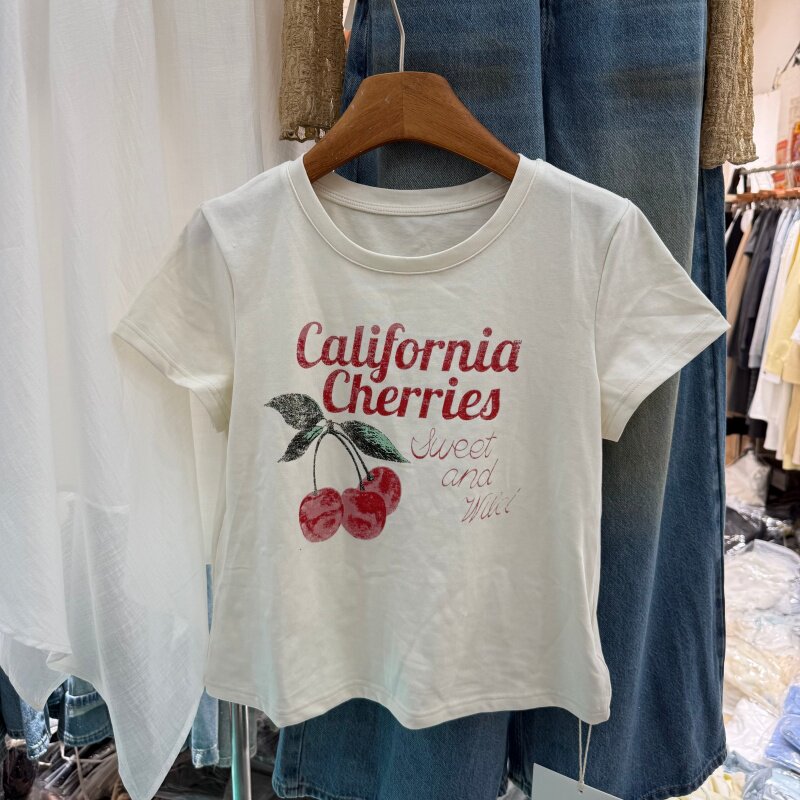 California
Cherries
Sweet
and
Wild